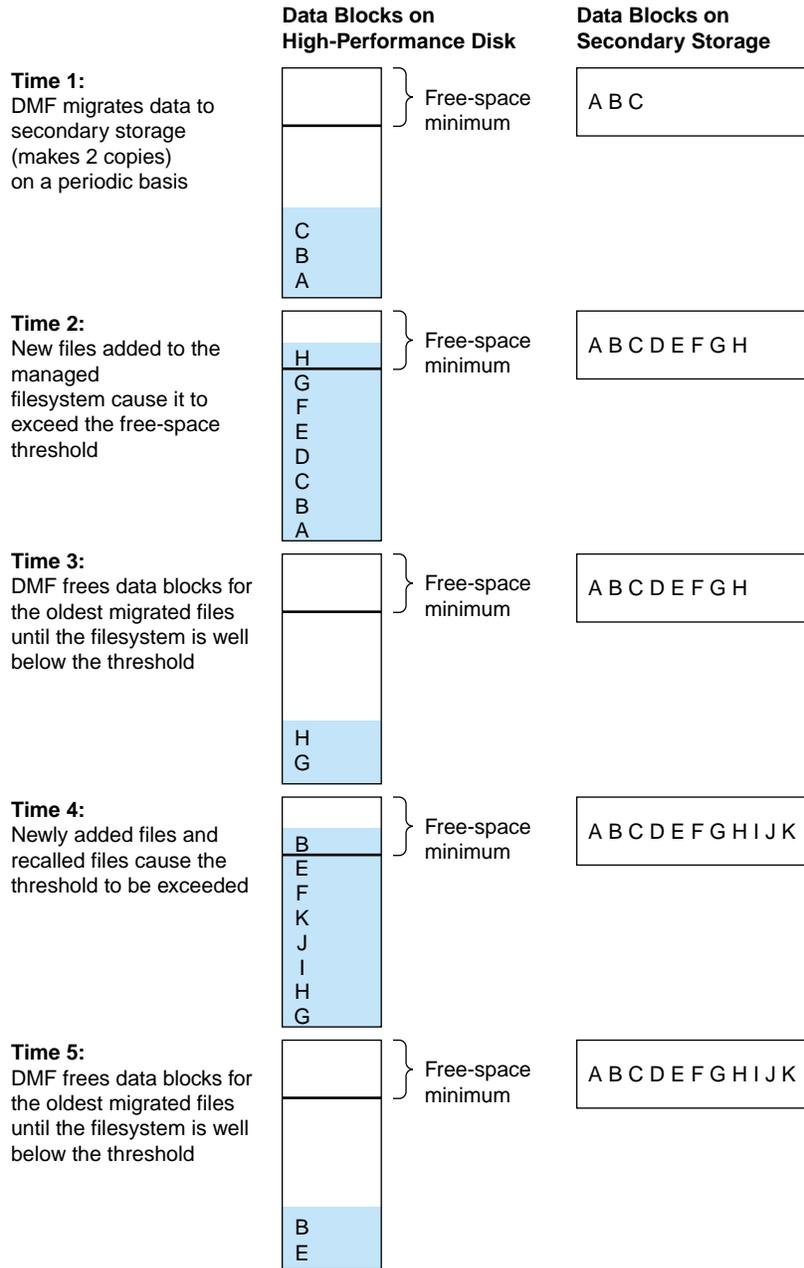 Data Blocks on
High-Performance Disk
Data Blocks on
Secondary Storage
Time 1:
DMF migrates data to
secondary storage
(makes 2 copies)
on a periodic basis
C
B
A
Free-space
minimum
A B C
Time 2:
New files added to the
managed
filesystem cause it to
exceed the free-space
threshold
H
G
F
E
D
C
B
A
Free-space
minimum
A B C D E F G H
Time 3:
DMF frees data blocks for
the oldest migrated files
until the filesystem is well
below the threshold
H
G
Free-space
minimum
A B C D E F G H
Time 4:
Newly added files and
recalled files cause the
threshold to be exceeded
B
E
F
K
J
I
H
G
Free-space
minimum
A B C D E F G H I J K
Time 5:
DMF frees data blocks for
the oldest migrated files
until the filesystem is well
below the threshold
B
E
Free-space
minimum
A B C D E F G H I J K